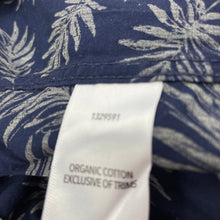 1329591
ORGANIC COTTON
EXCLUSIVE OF TRIMS